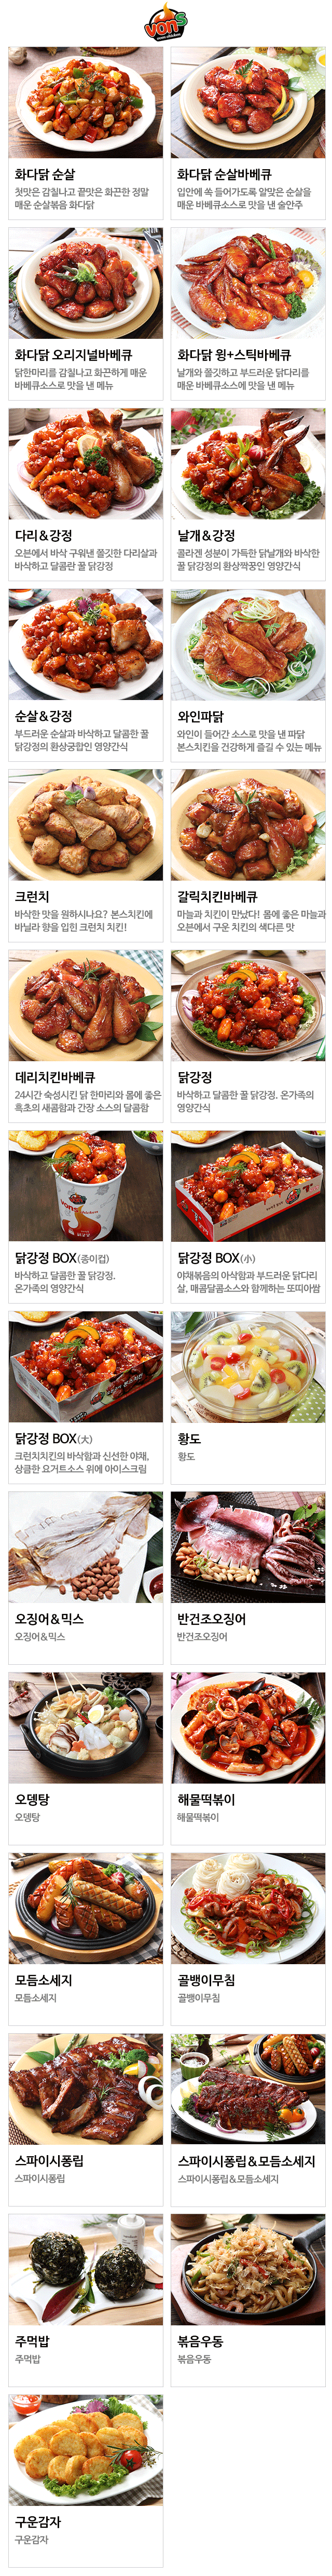 von's
화다닭 순살
첫맛은 감칠나고 끝맛은 화끈한 정말
매운 순살볶음 화다닭
화다닭 순살바베큐
입안에 쏙 들어가도록 알맞은 순살을
매운 바베큐소스로 맛을 낸 술안주
화다닭 오리지널바베큐
닭한마리를 감칠나고 화끈하게 매운
바베큐소스로 맛을 낸 메뉴
화다닭 윙+스틱바베큐
날개와 쫄깃하고 부드러운 닭다리를
매운 바베큐소스에 맛을 낸 메뉴
다리&강정
오븐에서 바삭 구워낸 쫄깃한 다리살과
바삭하고 달콤란 꿀 닭강정
날개&강정
콜라겐 성분이 가득한 닭날개와 바삭한
꿀 닭강정의 환상짝꿍인 영양간식
순살&강정
부드러운 순살과 바삭하고 달콤한 꿀
닭강정의 환상궁합인 영양간식
와인파닭
와인이 들어간 소스로 맛을 낸 파닭
본스치킨을 건강하게 즐길 수 있는 메뉴
크런치
바삭한 맛을 원하시나요? 본스치킨에
바닐라 향을 입힌 크런치 치킨!
갈릭치킨바베큐
마늘과 치킨이 만났다! 몸에 좋은 마늘과
오븐에서 구운 치킨의 색다른 맛
데리치킨바베큐
24시간 숙성시킨 닭 한마리와 몸에 좋은
흑초의 새콤함과 간장 소스의 달콤함
닭강정
바삭하고 달콤한 꿀 닭강정. 온가족의
영양간식
닭강정 BOX(종이컵)
바삭하고 달콤한 꿀 닭강정.
온가족의 영양간식
닭강정 BOX(小)
야채볶음의 아삭함과 부드러운 닭다리
살, 매콤달콤소스와 함께하는 또띠아쌈
닭강정 BOX(大)
크런치치킨의 바삭함과 신선한 야채,
상큼한 요거트소스 위에 아이스크림
황도
황도
오징어&믹스
오징어&믹스
반건조오징어
반건조오징어
오뎅탕
오뎅탕
해물떡볶이
해물떡볶이
모듬소세지
모듬소세지
골뱅이무침
골뱅이무침
스파이시퐁립
스파이시퐁립
스파이시퐁립&모듬소세지
스파이시퐁립&모듬소세지
주먹밥
주먹밥
볶음우동
볶음우동
구운감자
구운감자